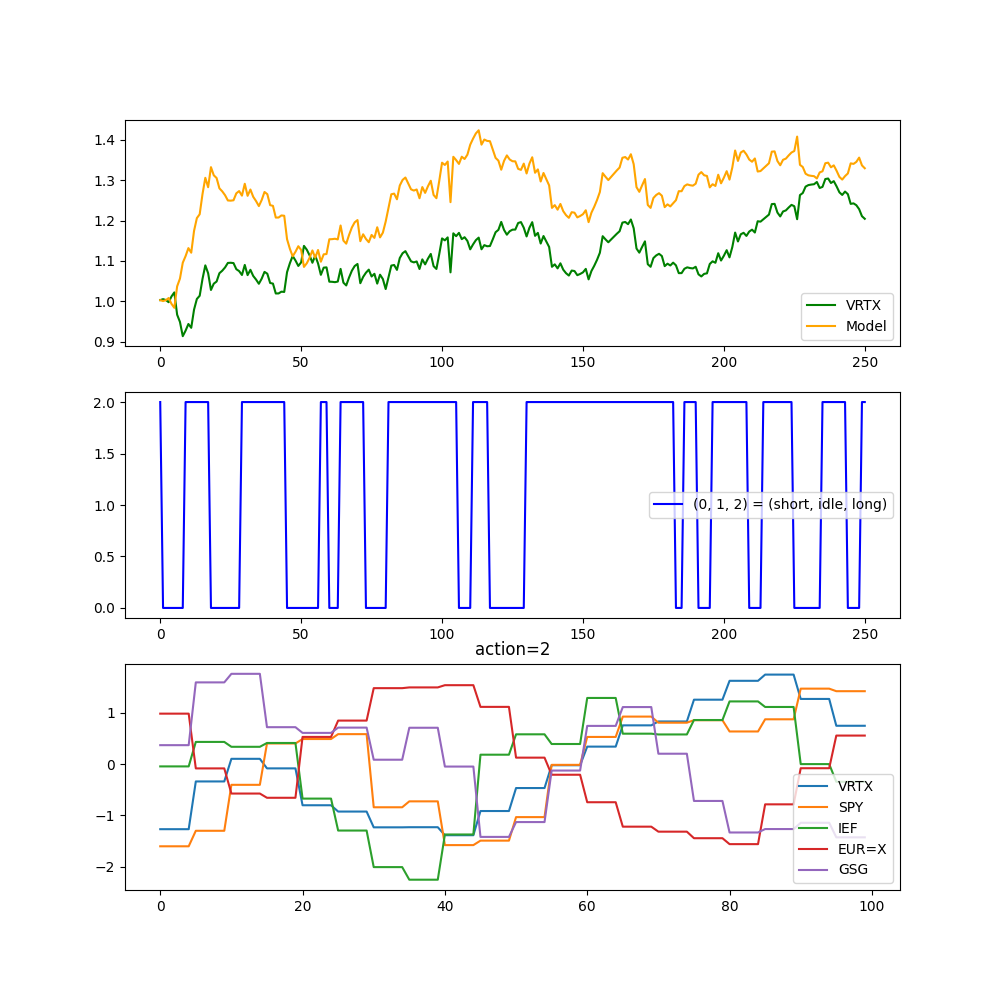 1.4
1.3
1.2
1.1
1.0
0.9
0 50 100 150 200 250
VRTX
Model
2.0
1.5
1.0
0.5
0.0
0 50 100 150 200 250
(0, 1, 2) = (short, idle, long)
action=2
1
0
−1
−2
0 20 40 60 80 100
VRTX
SPY
IEF
EUR=X
GSG